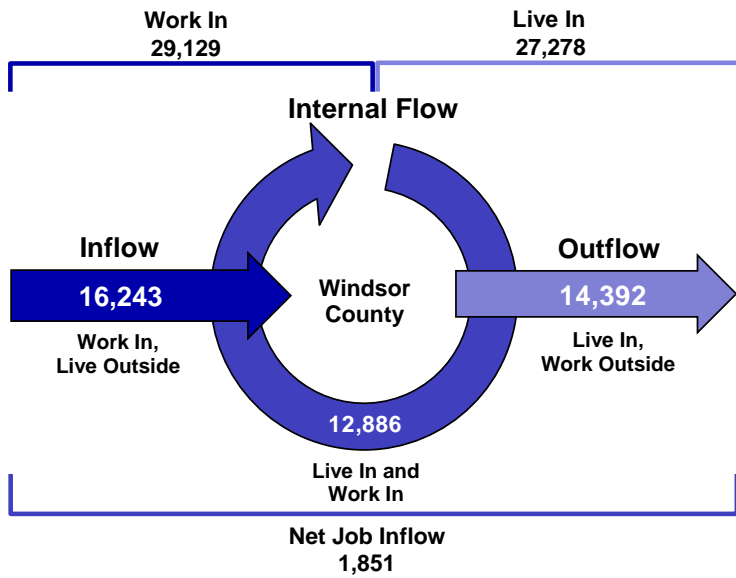 Work In
29,129
Live In
27,278
Internal Flow
Inflow
16,243
Work In,
Live Outside
Windsor
County
Outflow
14,392
Live In,
Work Outside
12,886
Live In and
Work In
Net Job Inflow
1,851